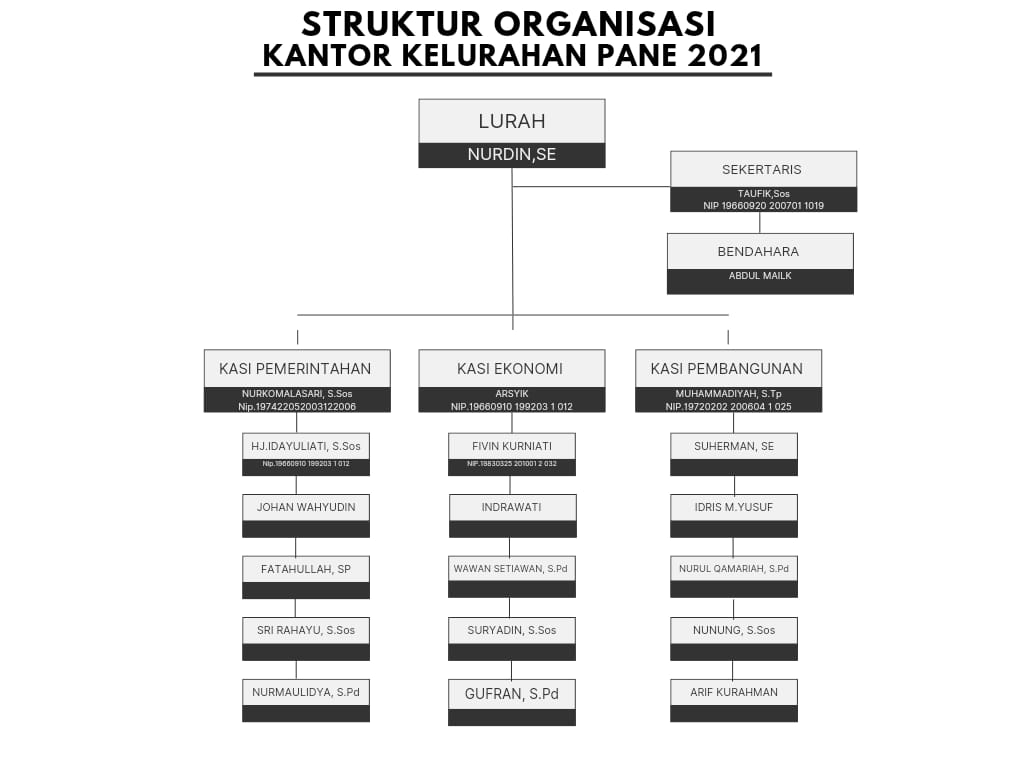 STRUKTUR ORGANISASI
KANTOR KELURAHAN PANE 2021
LURAH
NURDIN,SE
SEKERTARIS
TAUFIK,Sos
NIP 19660920 200701 1019
BENDAHARA
ABDUL MAILK
KASI PEMERINTAHAN
NURKOMALASARI, S.Sos
Nip.197422052003122006
HJ.IDAYULIATI, S.Sos
Nip.19660910 199203 1 012
JOHAN WAHYUDIN
FATAHULLAH, SP
SRI RAHAYU, S.Sos
NURMAULIDYA, S.Pd
KASI EKONOMI
ARSYIK
NIP.19660910 199203 1 012
FIVIN KURNIATI
NIP.19830325 201001 2 032
INDRAWATI
WAWAN SETIAWAN, S.Pd
SURYADIN, S.Sos
GUFRAN, S.Pd
KASI PEMBANGUNAN
MUHAMMADIYAH, S.Tp
NIP.19720202 200604 1 025
SUHERMAN, SE
IDRIS M.YUSUF
NURUL QAMARIAH, S.Pd
NUNUNG, S.Sos
ARIF KURAHMAN